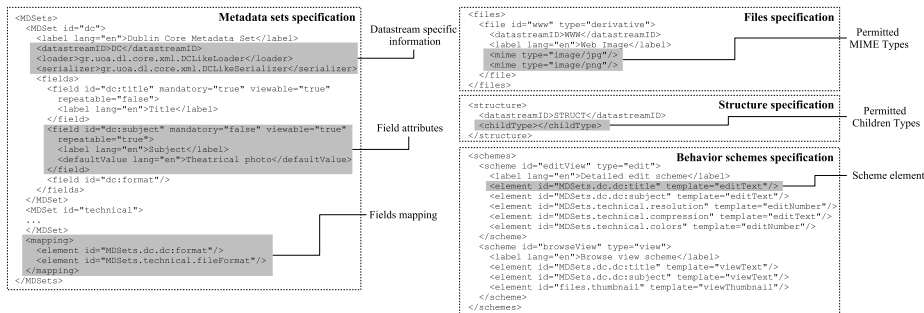 Metadata sets specification
<MDSets>
<MDSet id="dc">
<label lang="en">Dublin Core Metadata Set</label>
<datastreamID>DC</datastreamID>
<loader>gr.uoa.dl.core.xml.DCLikeLoader</loader>
<serializer>gr.uoa.dl.core.xml.DCLikeSerializer</serializer>
<fields>
<field id="dc:title" mandatory="true" viewable="true"
repeatable="false">
<label lang="en">Title</label>
</field>
<field id="dc:subject" mandatory="false" viewable="true"
repeatable="true">
<label lang="en">Subject</label>
<defaultValue lang="en">Theatrical photo</defaultValue>
</field>
<field id="dc:format"/>
</fields>
</MDSet>
<MDSet id="technical">
...
</MDSet>
<mapping>
<element id="MDSets.dc.dc:format"/>
<element id="MDSets.technical.fileFormat"/>
</mapping>
</MDSets>
Datastream specific
information
Field attributes
Fields mapping
Files specification
<files>
<file id="www" type="derivative">
<datastreamID>WWW</datastreamID>
<label lang="en">Web Image</label>
<mime type="image/jpg"/>
<mime type="image/png"/>
</file>
</files>
Permitted
MIME Types
Structure specification
<structure>
<datastreamID>STRUCT</datastreamID>
<childType></childType>
</structure>
Permitted
Children Types
Behavior schemes specification
<schemes>
<scheme id="editView" type="edit">
<label lang="en">Detailed edit scheme</label>
<element id="MDSets.dc.dc:title" template="editText"/>
<element id="MDSets.dc.dc:subject" template="editText"/>
<element id="MDSets.technical.resolution" template="editNumber"/>
<element id="MDSets.technical.compression" template="editText"/>
<element id="MDSets.technical.colors" template="editNumber"/>
</scheme>
<scheme id="browseView" type="view">
<label lang="en">Browse view scheme</label>
<element id="MDSets.dc.dc:title" template="viewText"/>
<element id="MDSets.dc.dc:subject" template="viewText"/>
<element id="files.thumbnail" template="viewThumbnail"/>
</scheme>
</schemes>
Scheme element